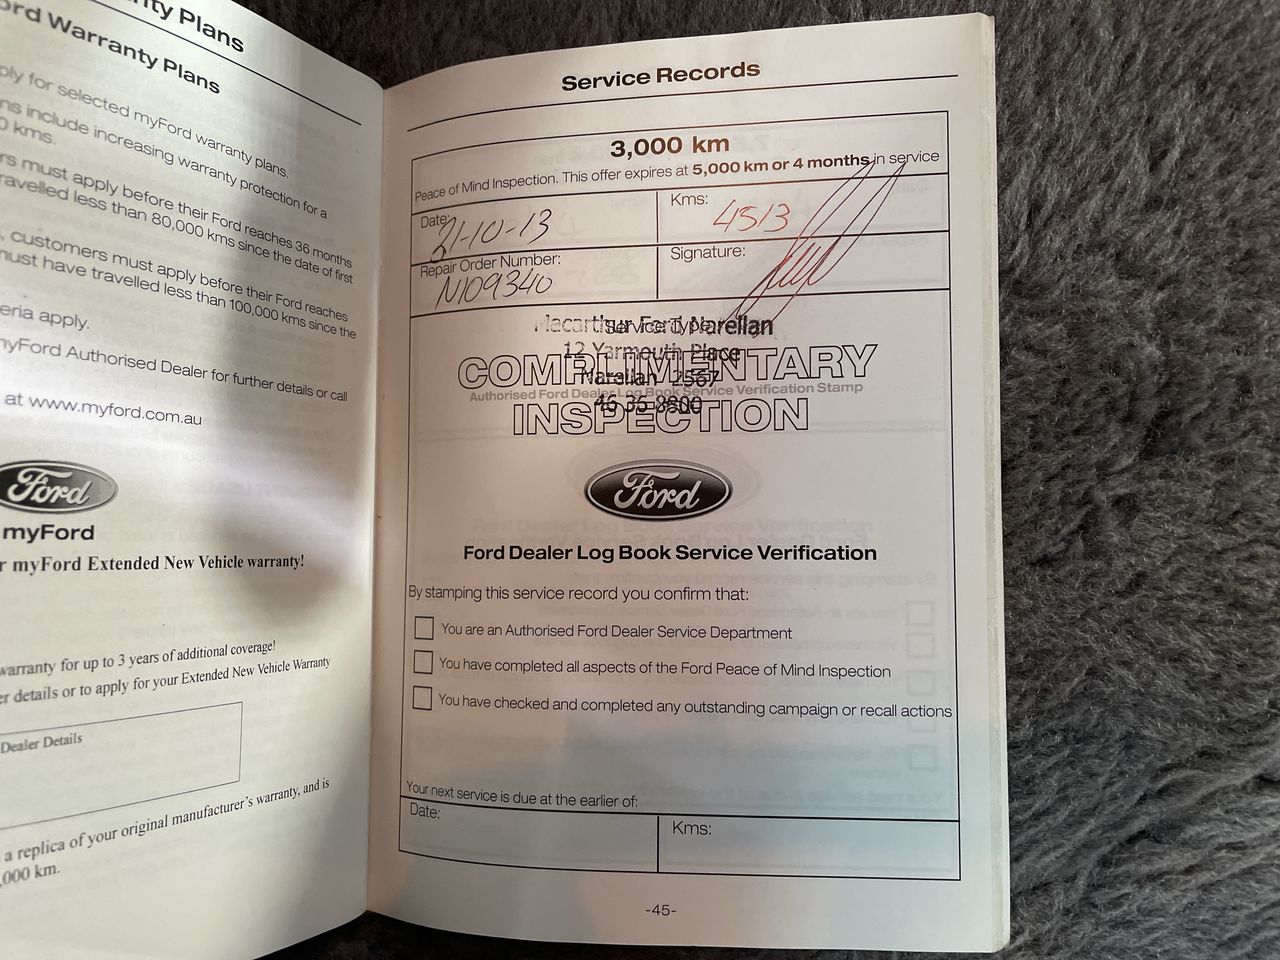 nty Plans
ord Warranty Plans
ply for selected myFord warranty plans.
ns include increasing warranty protection for a
0 kms.
rs must apply before their Ford reaches 36 months
ravelled less than 80,000 kms since the date of first
, customers must apply before their Ford reaches
must have travelled less than 100,000 kms since the
eria apply.
myFord Authorised Dealer for further details or call
at www.myford.com.au
Ford
myFord
r myFord Extended New Vehicle warranty!
warranty for up to 3 years of additional coverage!
er details or to apply for your Extended New Vehicle Warranty
Dealer Details
a replica of your original manufacturer's warranty, and is
,000 km.
Service Records
3,000 km
Peace of Mind Inspection. This offer expires at 5,000 km or 4 months in service
Date: 21-10-13
Kms: 4513
Repair Order Number: N109340
Signature:
Service Type:
Macarthur Ford Narellan
12 Yarmouth Place
COMPLIMENTARY
Narellan 2567
Authorised Ford Dealer Log Book Service Verification Stamp
INSPECTION
Ford
Ford Dealer Log Book Service Verification
By stamping this service record you confirm that:
You are an Authorised Ford Dealer Service Department
You have completed all aspects of the Ford Peace of Mind Inspection
You have checked and completed any outstanding campaign or recall actions
Your next service is due at the earlier of:
Date:
Kms:
-45-